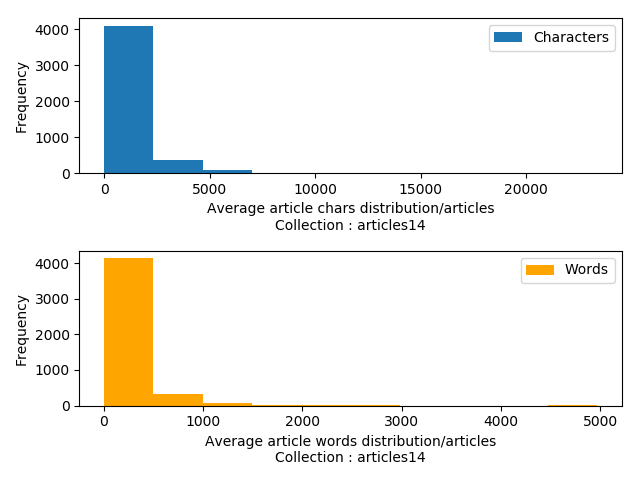 Characters
Frequency
4000
3000
2000
1000
0
0 5000 10000 15000 20000
Average article chars distribution/articles
Collection : articles14
Words
Frequency
4000
3000
2000
1000
0
0 1000 2000 3000 4000 5000
Average article words distribution/articles
Collection : articles14